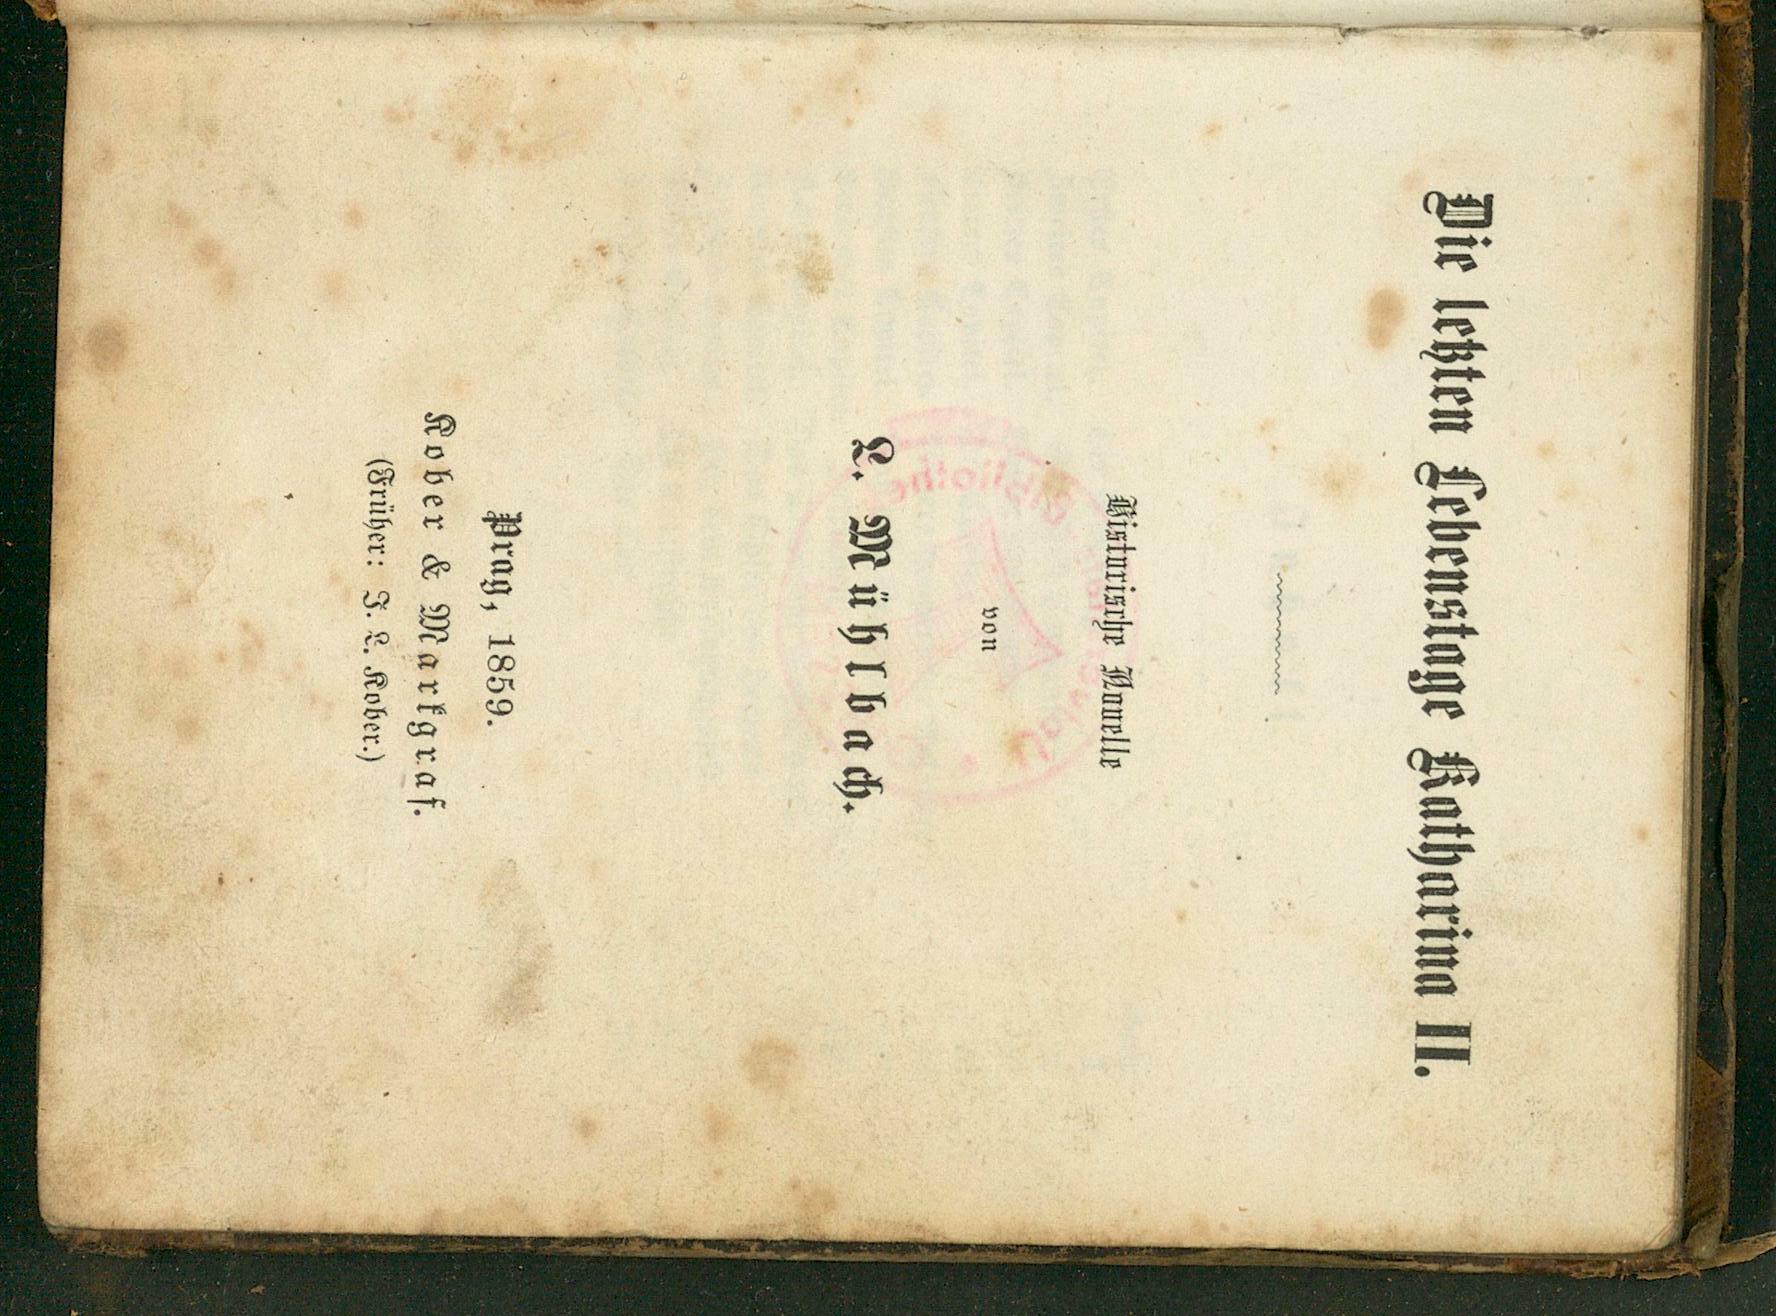 Die letzten Lebenstage Katharina II.
Historische Novelle
von
L. Mühlbach.
Prag, 1859.
Kober & Markgraf.
(Früher: I. L. Kober.)